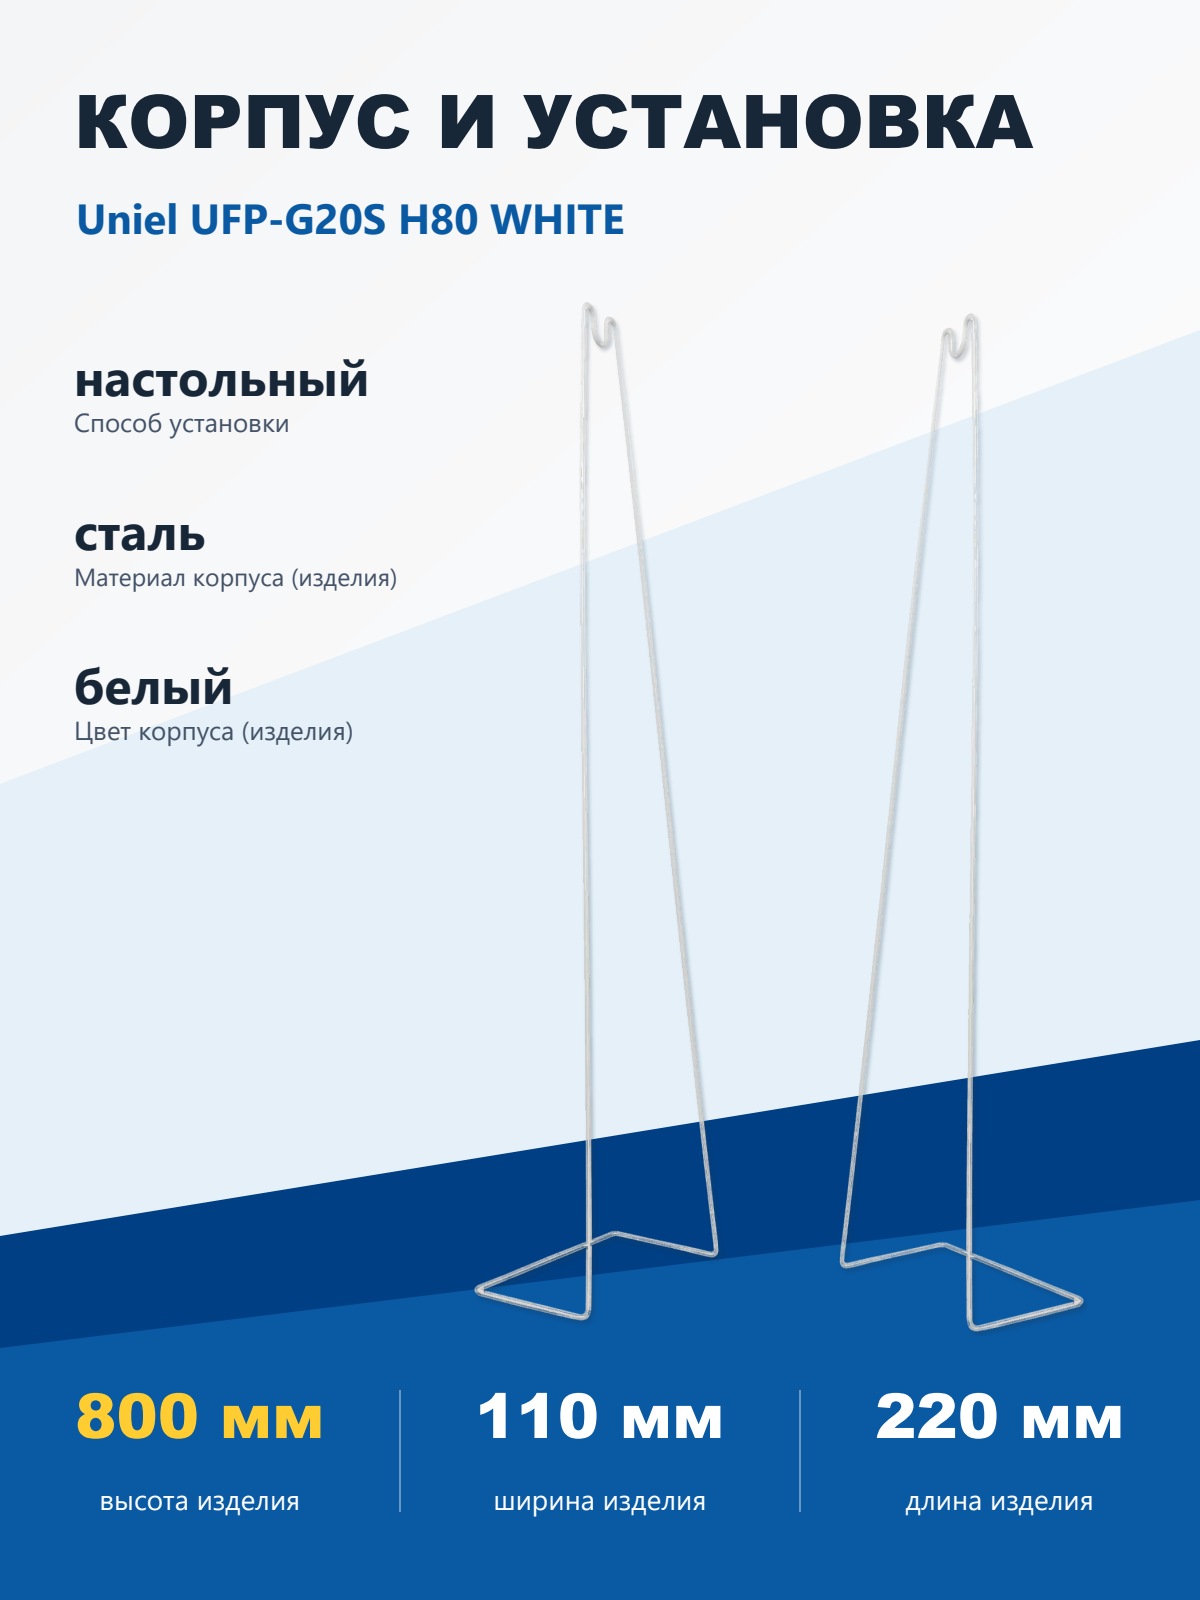 КОРПУС И УСТАНОВКА
Uniel UFP-G20S H80 WHITE
настольный
Способ установки
сталь
Материал корпуса (изделия)
белый
Цвет корпуса (изделия)
800 мм
высота изделия
110 мм
ширина изделия
220 мм
длина изделия